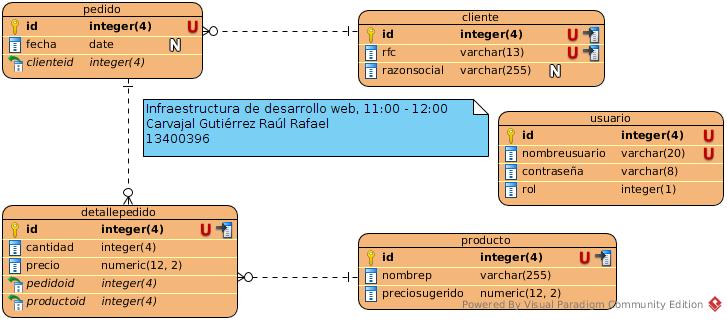 pedido
id integer(4) U
fecha date N
clienteid integer(4)
cliente
id integer(4) U
rfc varchar(13) U
razonsocial varchar(255) N
Infraestructura de desarrollo web, 11:00 - 12:00
Carvajal Gutiérrez Raúl Rafael
13400396
usuario
id integer(4) U
nombreusuario varchar(20) U
contraseña varchar(8)
rol integer(1)
detallepedido
id integer(4) U
cantidad integer(4)
precio numeric(12, 2)
pedidoid integer(4)
productoid integer(4)
producto
id integer(4) U
nombrep varchar(255)
preciosugerido numeric(12, 2)
Powered By Visual Paradigm Community Edition